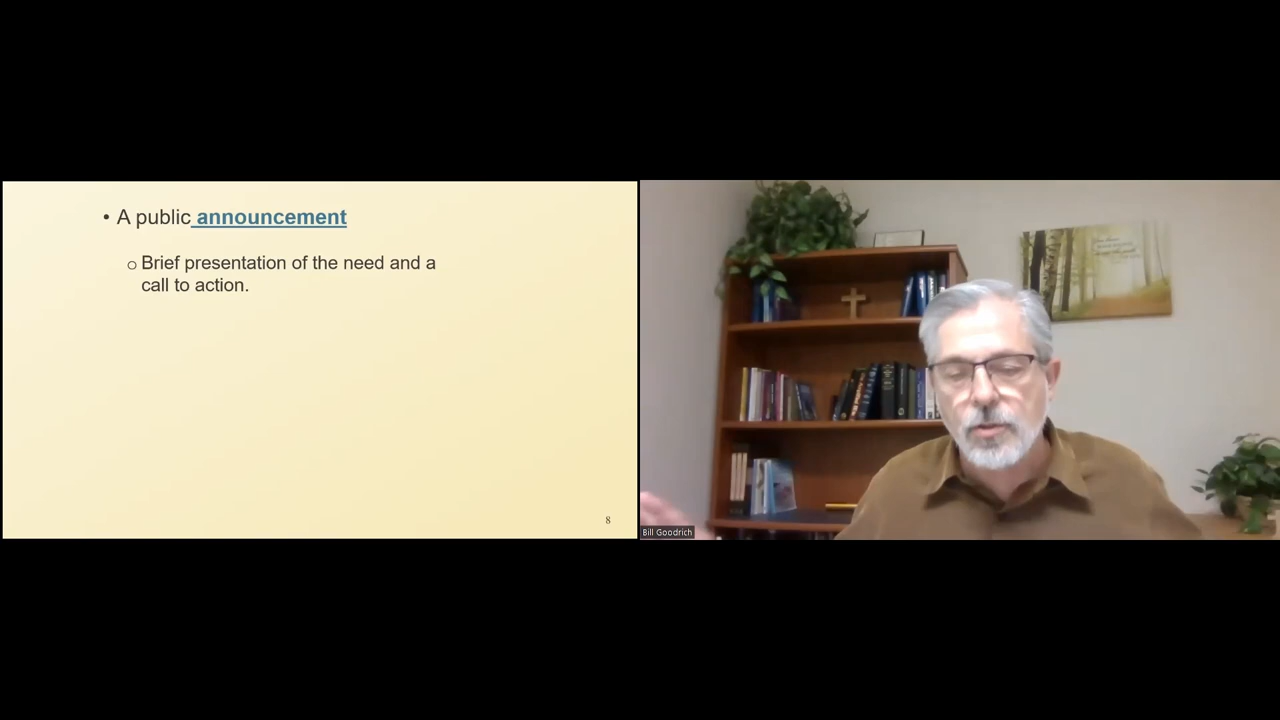 • A public announcement
o Brief presentation of the need and a
call to action.
8
Bill Goodrich